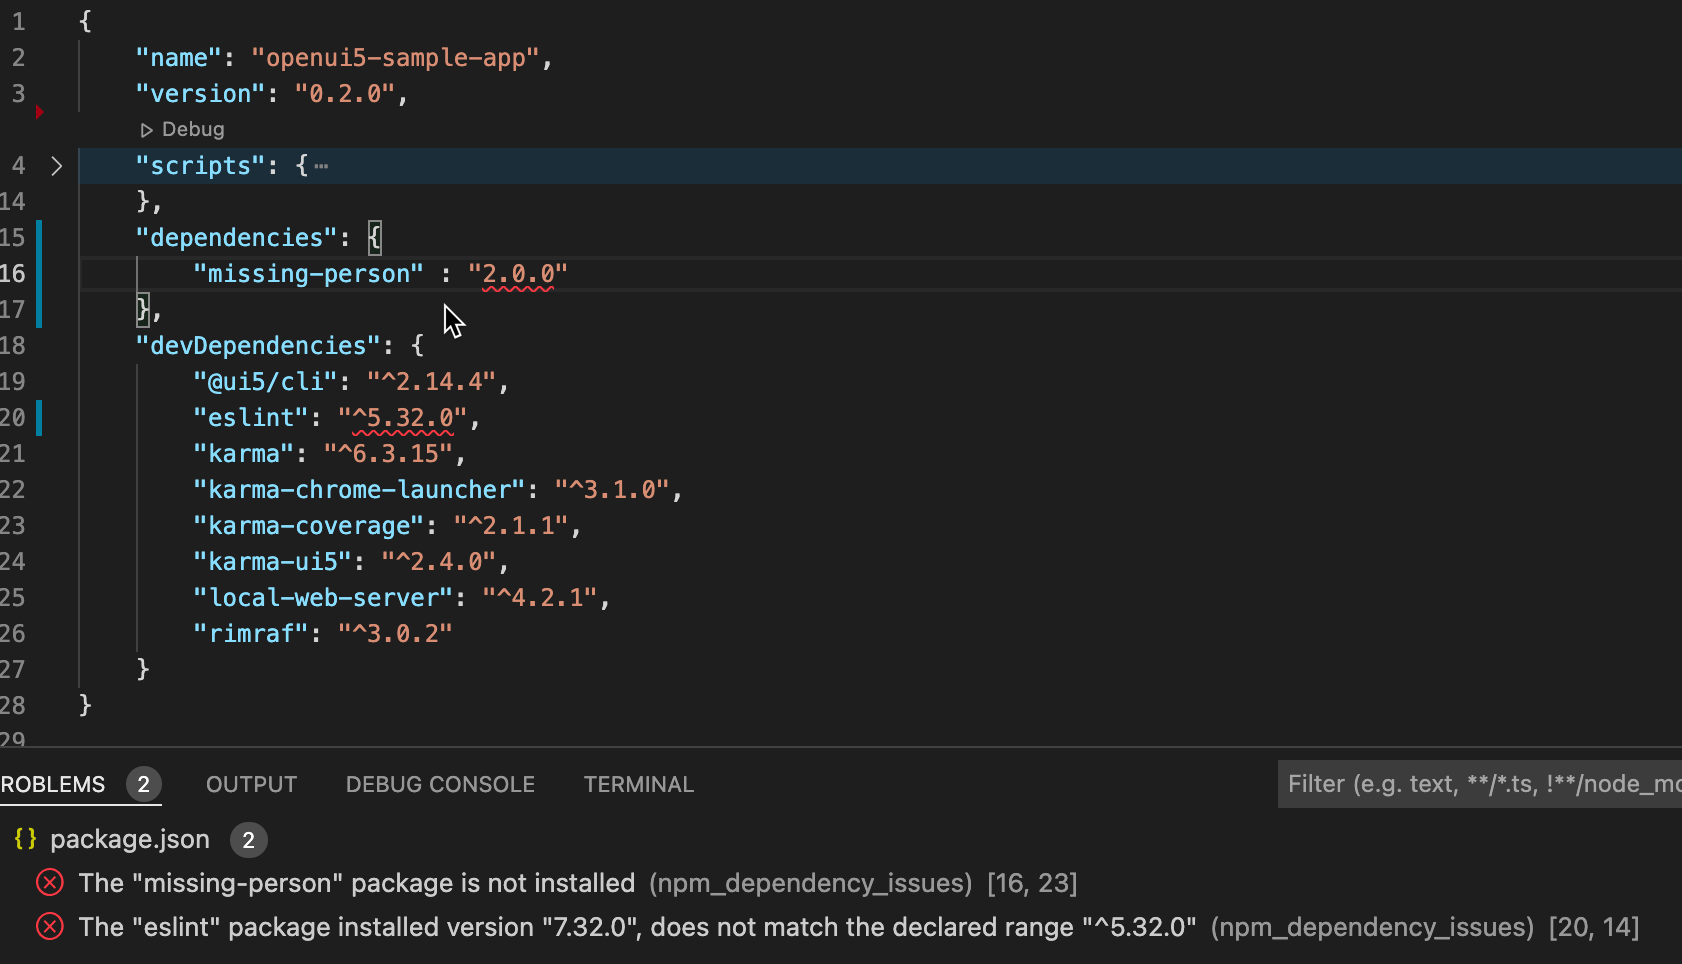 1 {
2 "name": "openui5-sample-app",
3 "version": "0.2.0",
Debug
4 "scripts": {…
14 },
15 "dependencies": {
16 "missing-person" : "2.0.0"
17 },
18 "devDependencies": {
19 "@ui5/cli": "^2.14.4",
20 "eslint": "^5.32.0",
21 "karma": "^6.3.15",
22 "karma-chrome-launcher": "^3.1.0",
23 "karma-coverage": "^2.1.1",
24 "karma-ui5": "^2.4.0",
25 "local-web-server": "^4.2.1",
26 "rimraf": "^3.0.2"
27 }
28 }
29
ROBLEMS 2 OUTPUT DEBUG CONSOLE TERMINAL Filter (e.g. text, **/*.ts, !**/node_mo
{} package.json 2
The "missing-person" package is not installed (npm_dependency_issues) [16, 23]
The "eslint" package installed version "7.32.0", does not match the declared range "^5.32.0" (npm_dependency_issues) [20, 14]